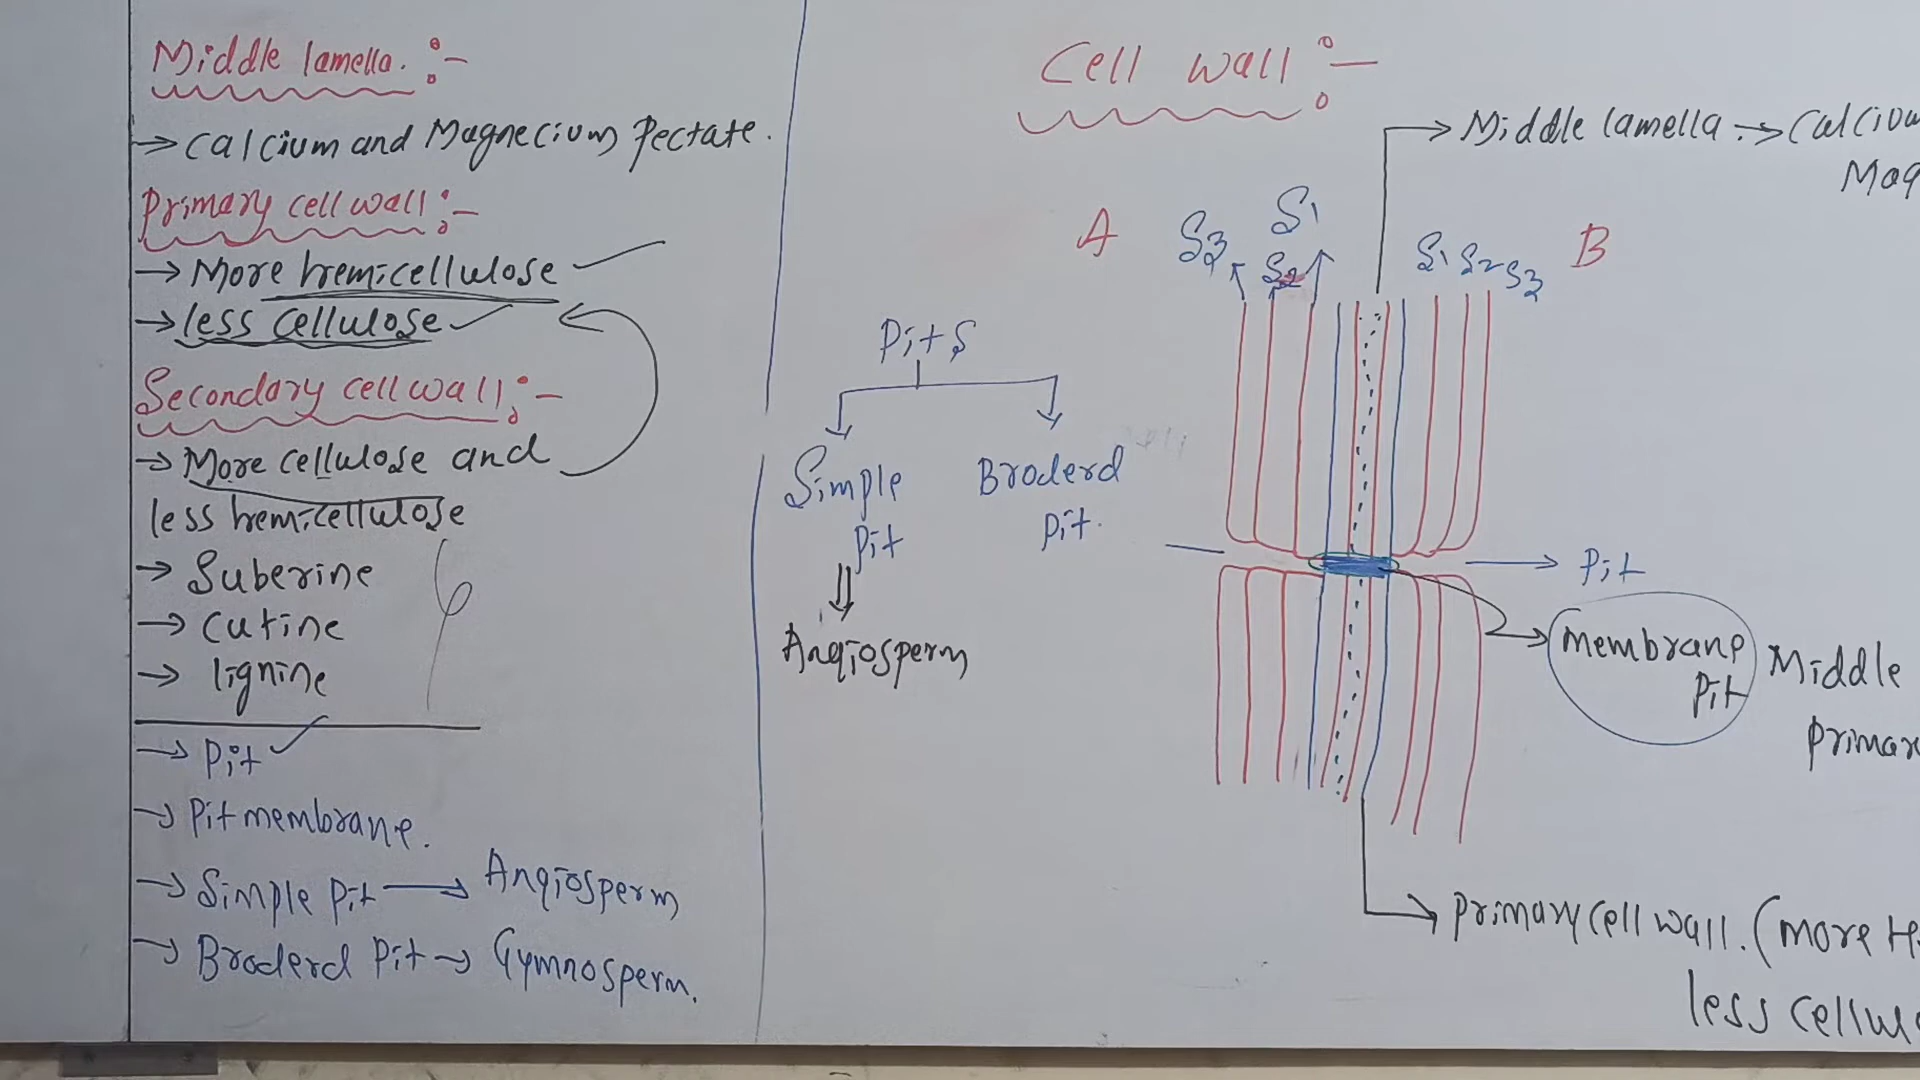 Middle lamella. :-
→ Calcium and Magnecium Pectate.
Primary cell wall :-
→ More hemicellulose
→ less cellulose
Secondary cell wall :-
→ More cellulose and
less hemicellulose
→ Suberine
→ Cutine
→ lignine
→ Pit
→ Pit membrane.
→ Simple Pit → Angiosperm
→ Broderd Pit → Gymnosperm.
Cell wall :-
→ Middle lamella. → Calcium
Mag
A S3 S2 S1 S1 S2 S3 B
Pits
Simple Pit
Broderd Pit.
Angiosperm
→ Pit
→ membrane Pit
Middle
Primar
→ Primary cell wall. (More H
less cellul